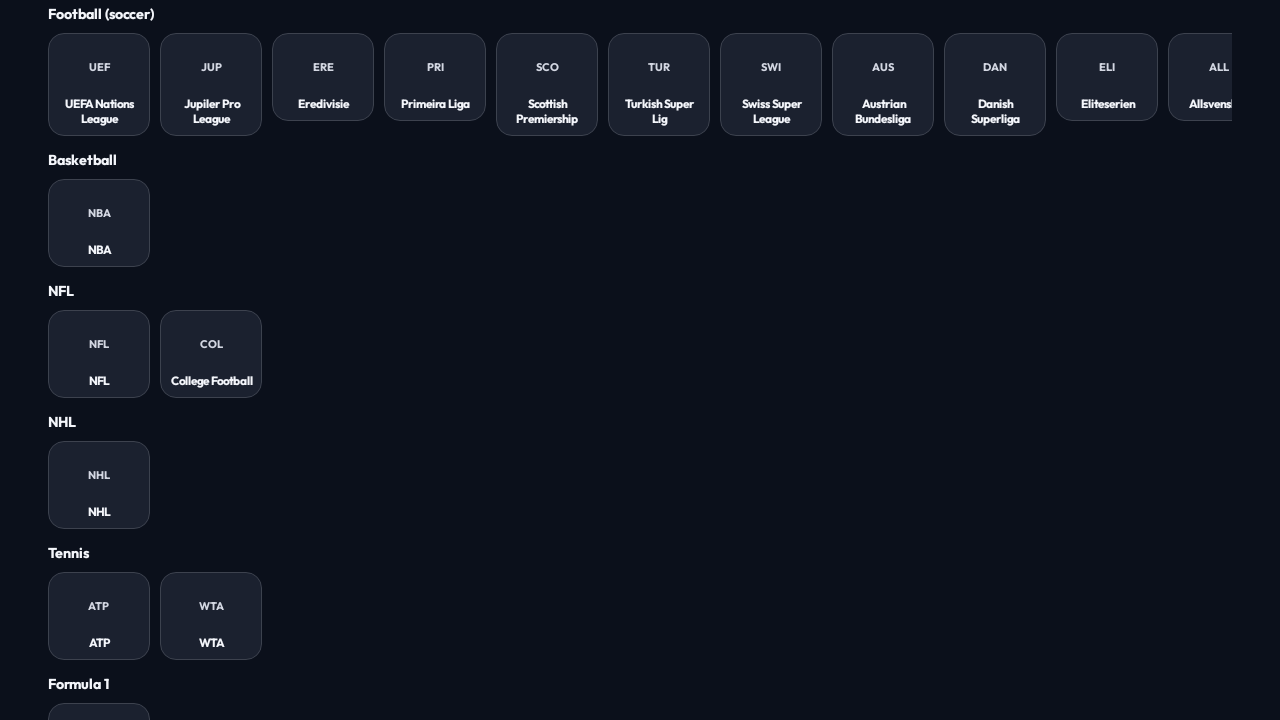 Football (soccer)
UEF
JUP
ERE
PRI
SCO
TUR
SWI
AUS
DAN
ELI
ALL
UEFA Nations
League
Jupiler Pro
League
Eredivisie
Primeira Liga
Scottish
Premiership
Turkish Super
Lig
Swiss Super
League
Austrian
Bundesliga
Danish
Superliga
Eliteserien
Allsvens
Basketball
NBA
NBA
NFL
NFL
COL
NFL
College Football
NHL
NHL
NHL
Tennis
ATP
WTA
ATP
WTA
Formula 1